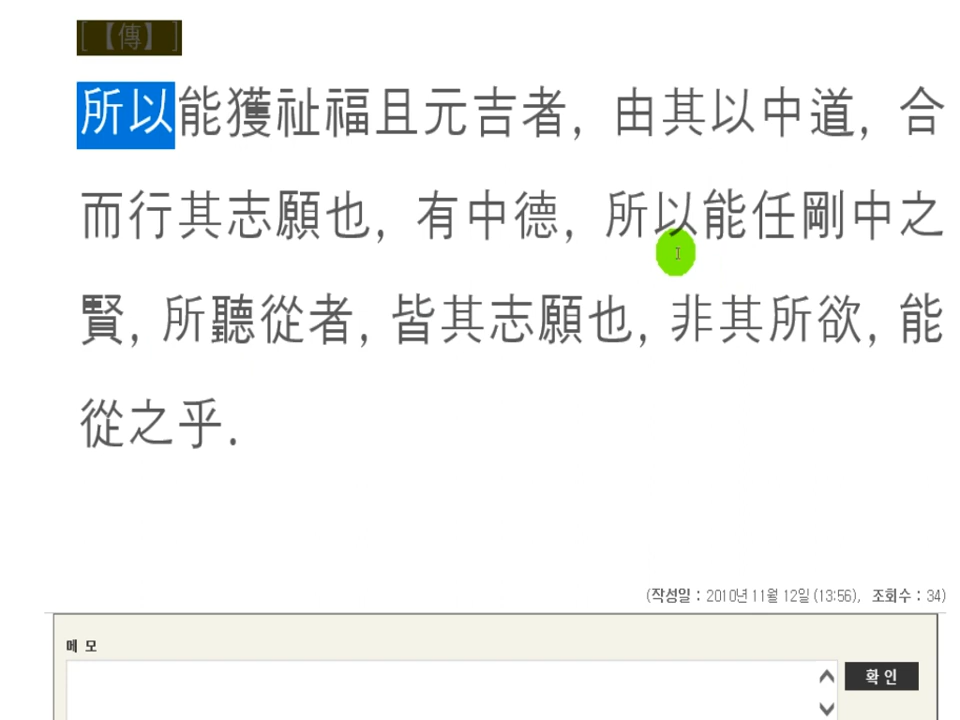 [ 【傳】 ]
所以能獲祉福且元吉者, 由其以中道, 合
而行其志願也, 有中德, 所以能任剛中之
賢, 所聽從者, 皆其志願也, 非其所欲, 能
從之乎.
(작성일 : 2010년 11월 12일 (13:56), 조회수 : 34)
메 모
확 인